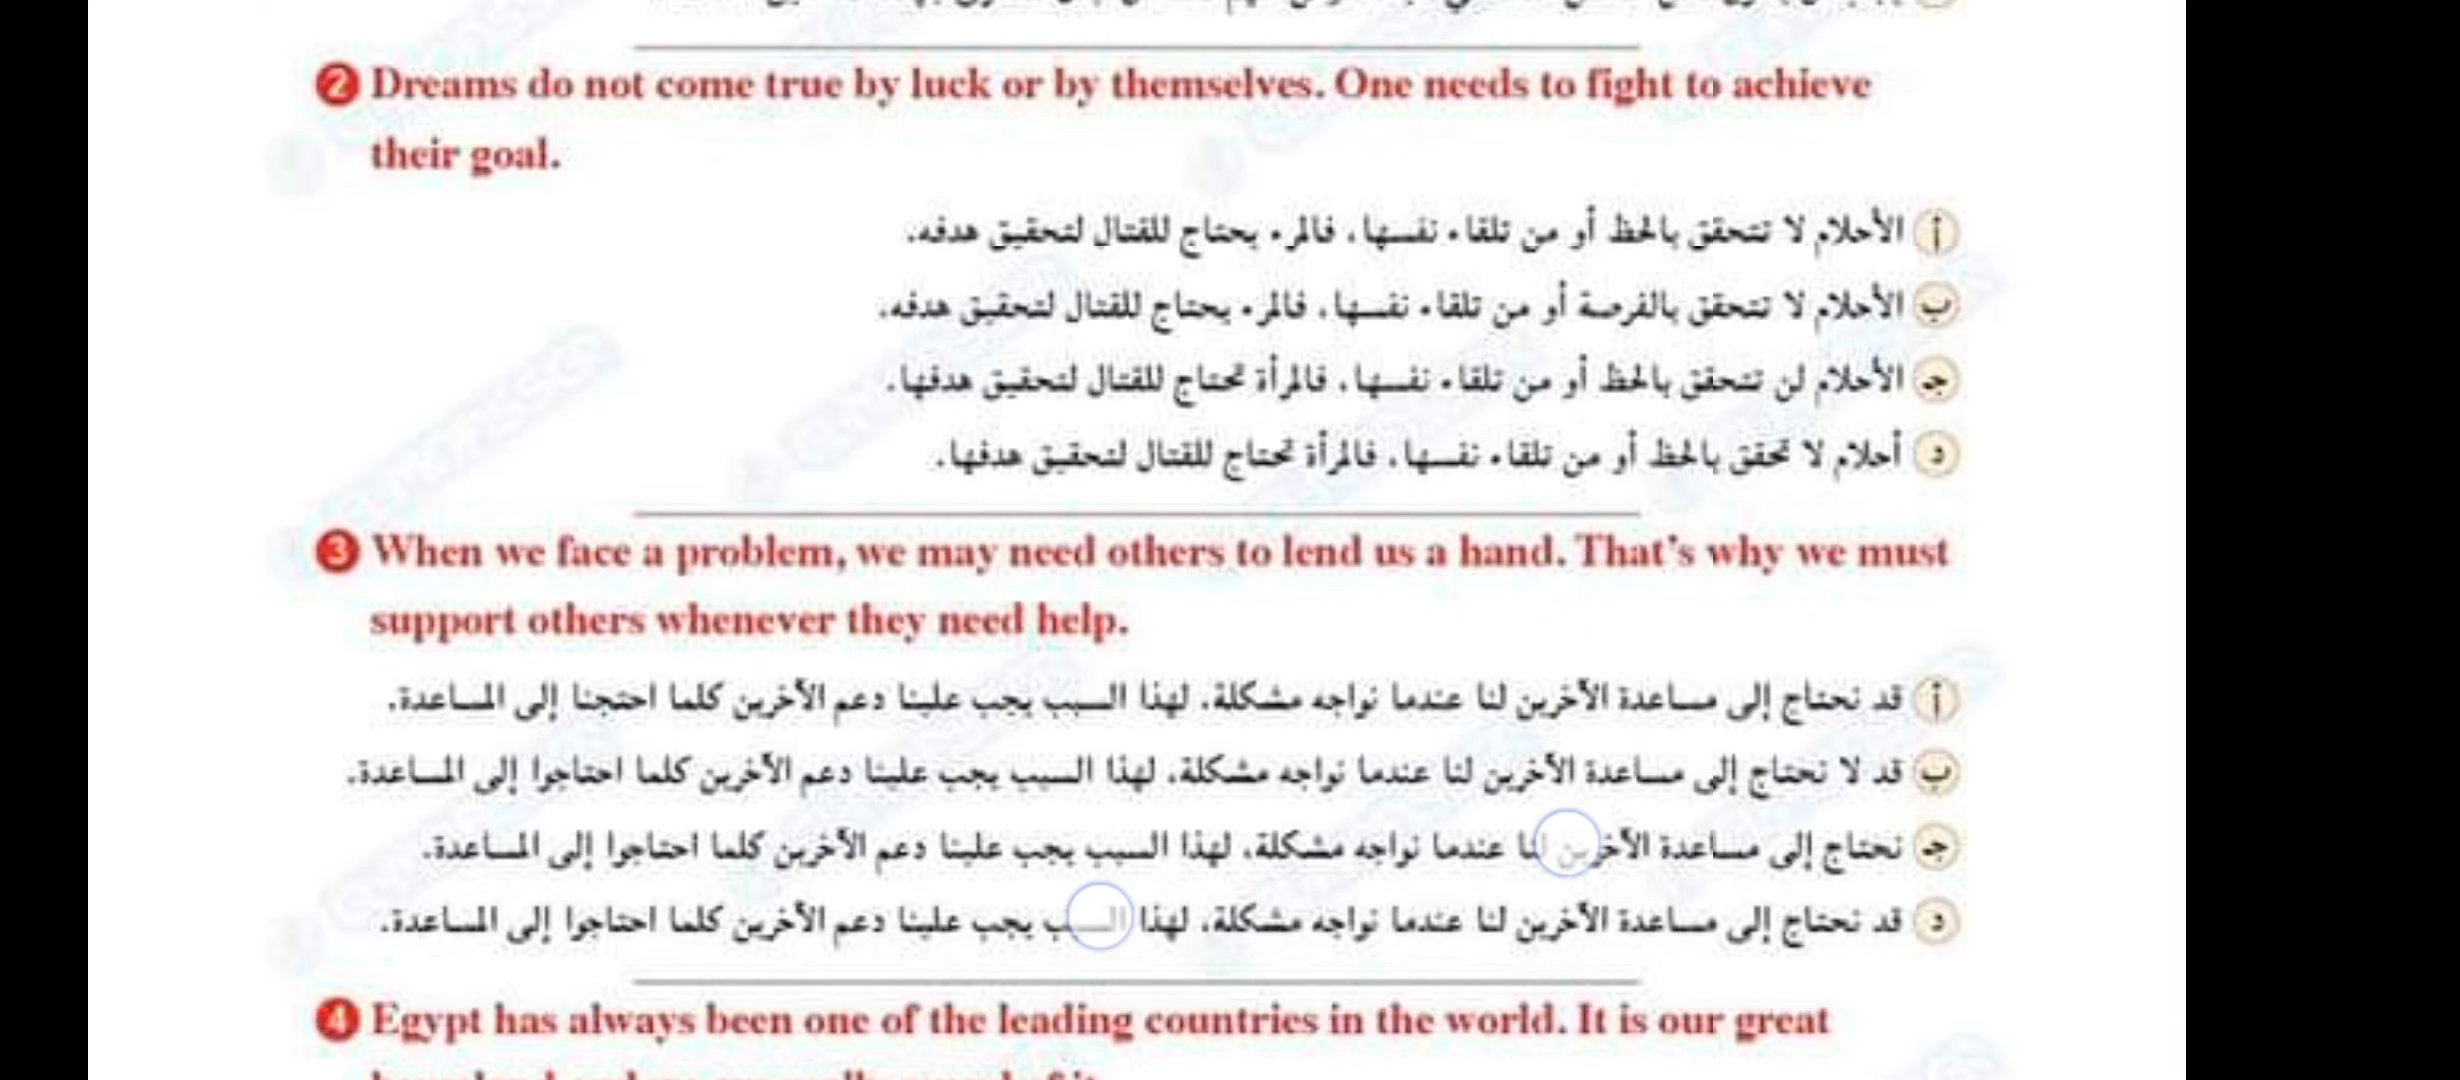 2 Dreams do not come true by luck or by themselves. One needs to fight to achieve
their goal.
أ الأحلام لا تتحقق بالحظ أو من تلقاء نفسها، فالمرء يحتاج للقتال لتحقيق هدفه.
ب الأحلام لا تتحقق بالفرصة أو من تلقاء نفسها، فالمرء يحتاج للقتال لتحقيق هدفه.
جـ الأحلام لن تتحقق بالحظ أو من تلقاء نفسها، فالمرأة تحتاج للقتال لتحقيق هدفها.
د أحلام لا تحقق بالحظ أو من تلقاء نفسها، فالمرأة تحتاج للقتال لتحقيق هدفها.
3 When we face a problem, we may need others to lend us a hand. That's why we must
support others whenever they need help.
أ قد نحتاج إلى مساعدة الآخرين لنا عندما نواجه مشكلة، لهذا السبب يجب علينا دعم الآخرين كلما احتجنا إلى المساعدة.
ب قد لا نحتاج إلى مساعدة الآخرين لنا عندما نواجه مشكلة، لهذا السبب يجب علينا دعم الآخرين كلما احتاجوا إلى المساعدة.
جـ نحتاج إلى مساعدة الآخرين لنا عندما نواجه مشكلة، لهذا السبب يجب علينا دعم الآخرين كلما احتاجوا إلى المساعدة.
د قد نحتاج إلى مساعدة الآخرين لنا عندما نواجه مشكلة، لهذا السبب يجب علينا دعم الآخرين كلما احتاجوا إلى المساعدة.
4 Egypt has always been one of the leading countries in the world. It is our great